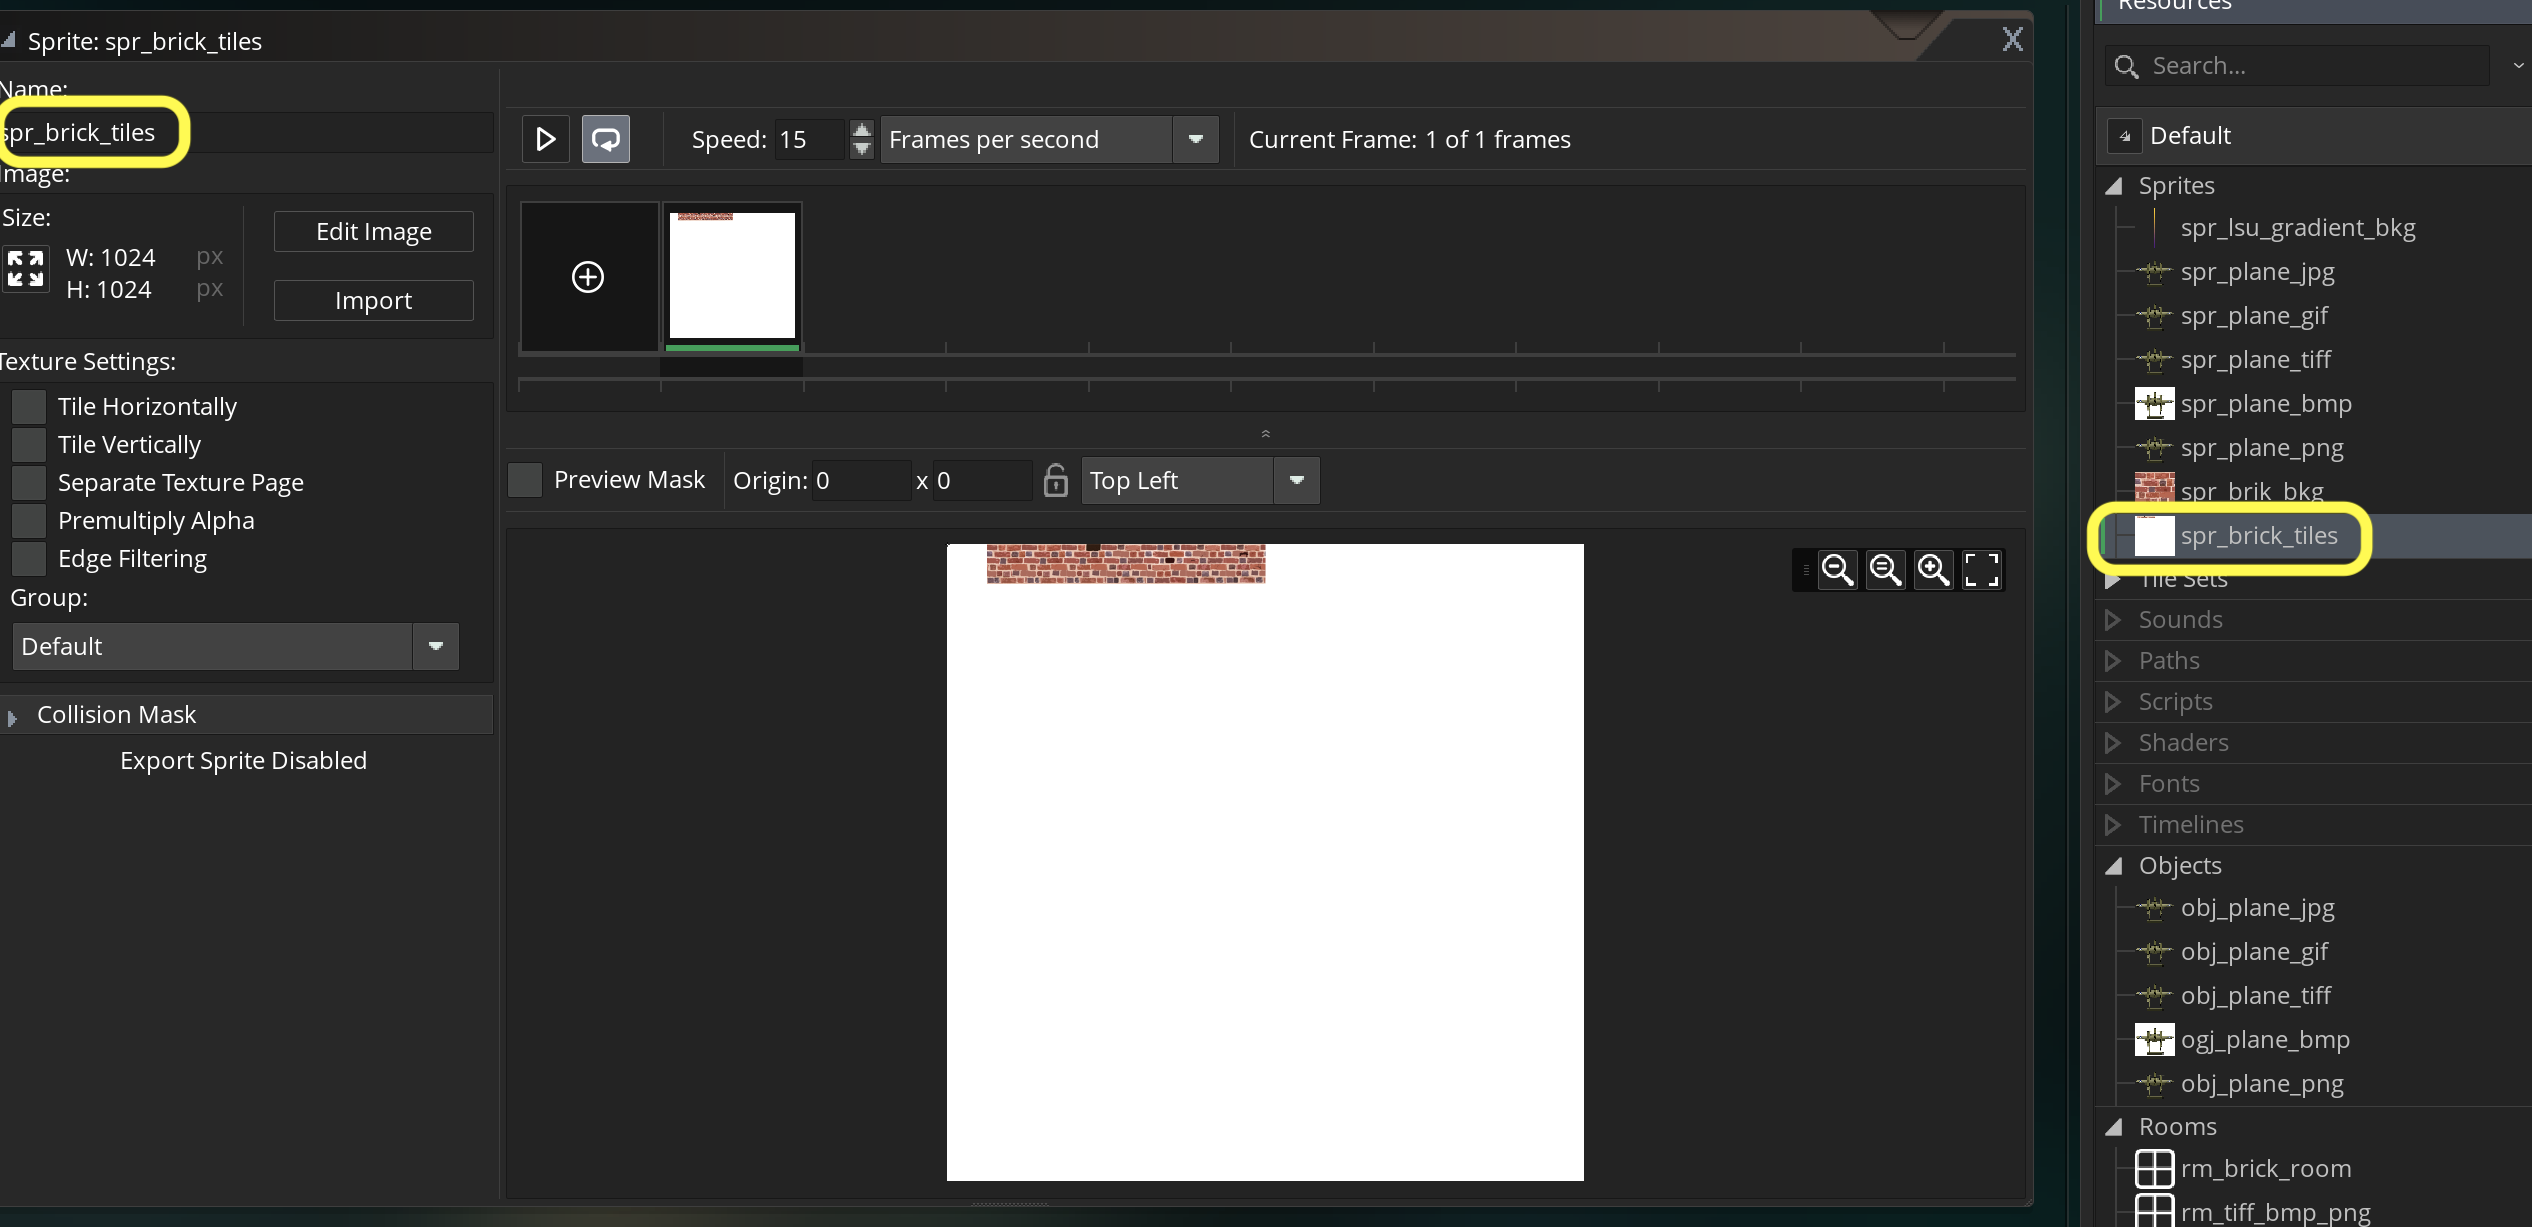 Sprite: spr_brick_tiles
X
Name:
spr_brick_tiles
Image:
Size:
W: 1024 px
H: 1024 px
Edit Image
Import
Texture Settings:
Tile Horizontally
Tile Vertically
Separate Texture Page
Premultiply Alpha
Edge Filtering
Group:
Default
Collision Mask
Export Sprite Disabled
Speed: 15 Frames per second Current Frame: 1 of 1 frames
Preview Mask Origin: 0 x 0 Top Left
Resources
Search...
Default
Sprites
spr_lsu_gradient_bkg
spr_plane_jpg
spr_plane_gif
spr_plane_tiff
spr_plane_bmp
spr_plane_png
spr_brik_bkg
spr_brick_tiles
Tile Sets
Sounds
Paths
Scripts
Shaders
Fonts
Timelines
Objects
obj_plane_jpg
obj_plane_gif
obj_plane_tiff
ogj_plane_bmp
obj_plane_png
Rooms
rm_brick_room
rm_tiff_bmp_png